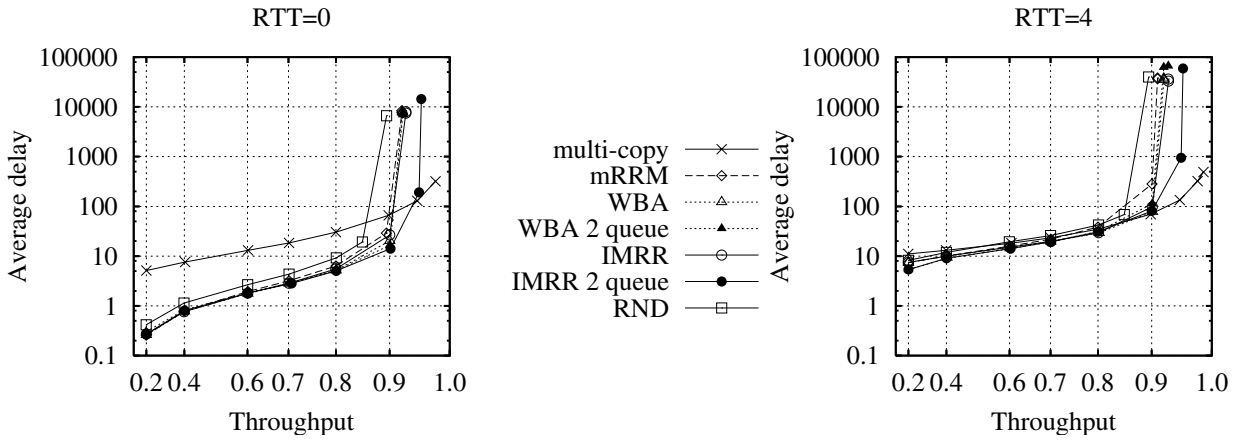 RTT=0
Average delay
100000
10000
1000
100
10
1
0.1
0.2 0.4 0.6 0.7 0.8 0.9 1.0
Throughput
multi-copy
mRRM
WBA
WBA 2 queue
IMRR
IMRR 2 queue
RND
RTT=4
Average delay
100000
10000
1000
100
10
1
0.1
0.2 0.4 0.6 0.7 0.8 0.9 1.0
Throughput